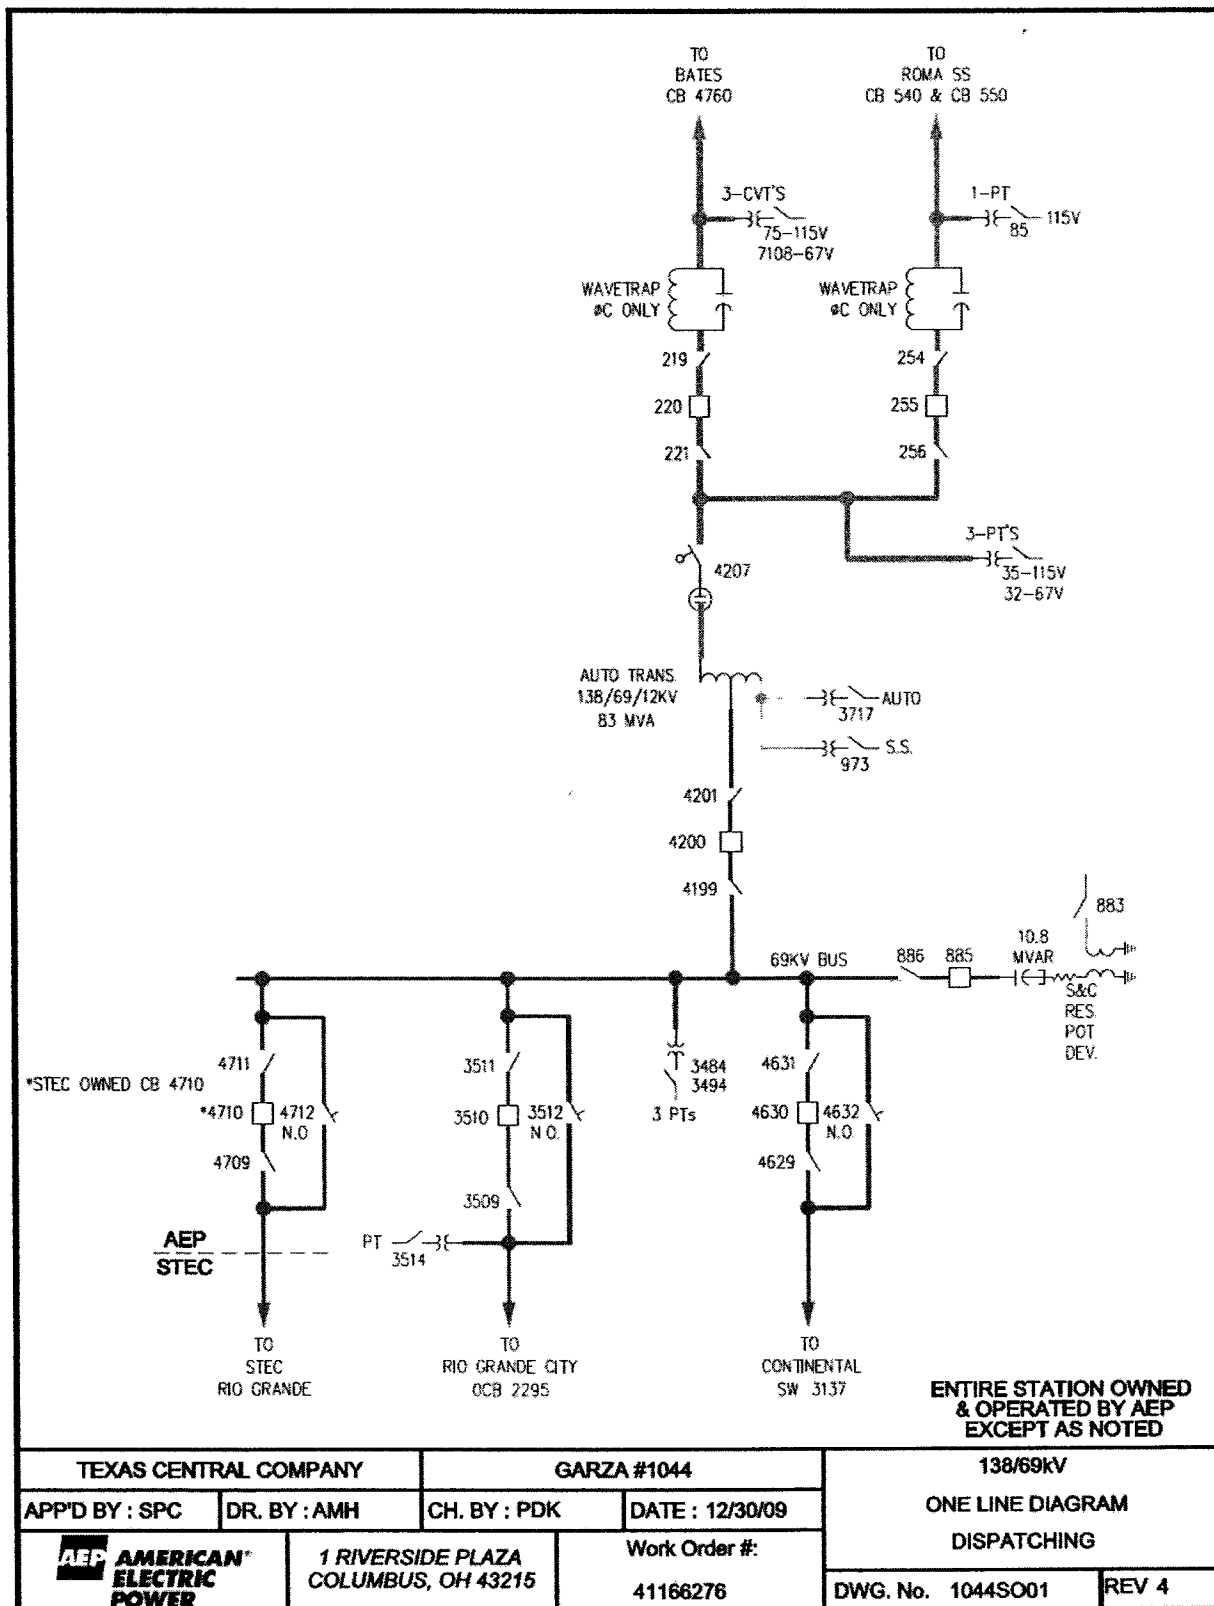 TO
BATES
CB 4760
TO
ROMA SS
CB 540 & CB 550
3-CVT'S
75-115V
7108-67V
1-PT
115V
85
WAVETRAP
øC ONLY
WAVETRAP
øC ONLY
219
254
220
255
221
256
3-PT'S
35-115V
32-67V
4207
AUTO TRANS.
138/69/12KV
83 MVA
AUTO
3717
S.S.
973
4201
4200
4199
883
10.8
MVAR
69KV BUS
886
885
S&C
RES.
POT
DEV.
4711
*STEC OWNED CB 4710
*4710
4712
N.O.
4709
3511
3510
3512
N.O.
3509
PT
3514
3484
3494
3 PTs
4631
4630
4632
N.O.
4629
AEP
STEC
TO
STEC
RIO GRANDE
TO
RIO GRANDE CITY
OCB 2295
TO
CONTINENTAL
SW 3137
ENTIRE STATION OWNED
& OPERATED BY AEP
EXCEPT AS NOTED
TEXAS CENTRAL COMPANY
GARZA #1044
138/69kV
ONE LINE DIAGRAM
DISPATCHING
APP'D BY : SPC
DR. BY : AMH
CH. BY : PDK
DATE : 12/30/09
AEP AMERICAN®
ELECTRIC
POWER
1 RIVERSIDE PLAZA
COLUMBUS, OH 43215
Work Order #:
41166276
DWG. No. 1044SO01
REV 4